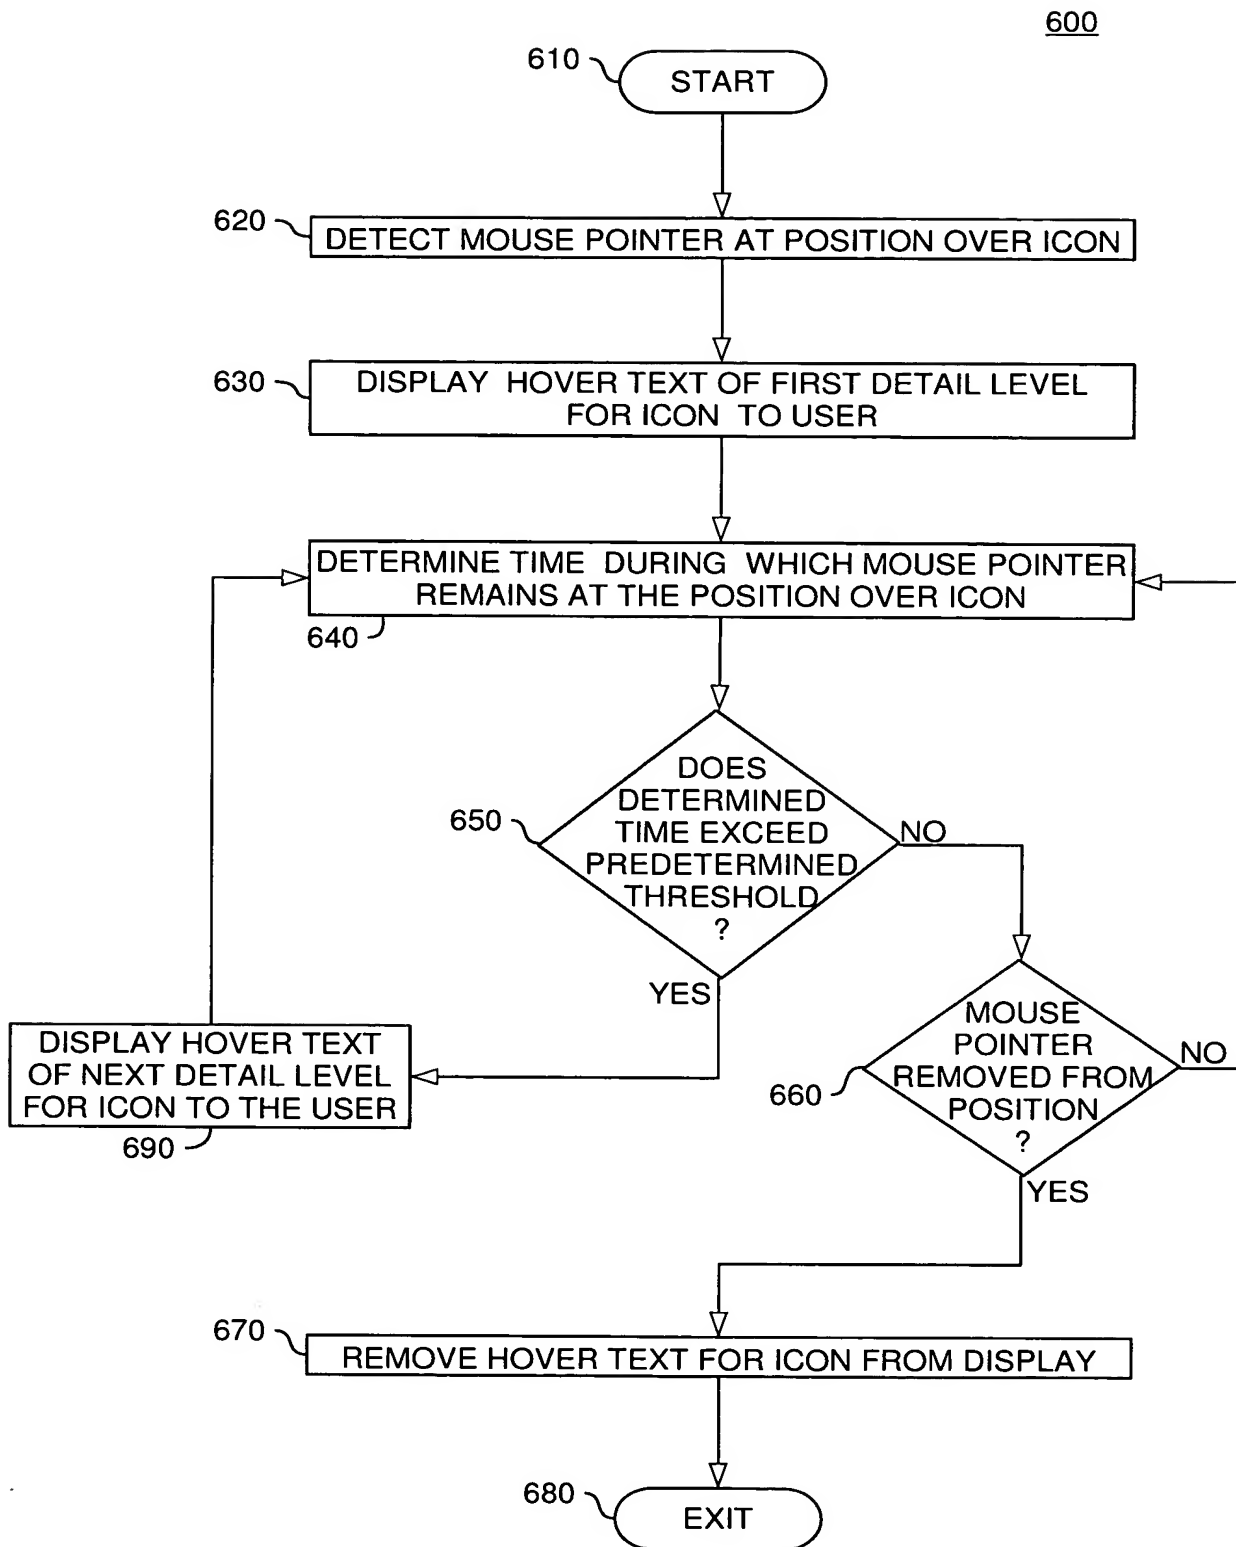 600
610
START
620
DETECT MOUSE POINTER AT POSITION OVER ICON
630
DISPLAY HOVER TEXT OF FIRST DETAIL LEVEL
FOR ICON TO USER
DETERMINE TIME DURING WHICH MOUSE POINTER
REMAINS AT THE POSITION OVER ICON
640
650
DOES
DETERMINED
TIME EXCEED
PREDETERMINED
THRESHOLD
?
NO
YES
DISPLAY HOVER TEXT
OF NEXT DETAIL LEVEL
FOR ICON TO THE USER
690
660
MOUSE
POINTER
REMOVED FROM
POSITION
?
NO
YES
670
REMOVE HOVER TEXT FOR ICON FROM DISPLAY
680
EXIT